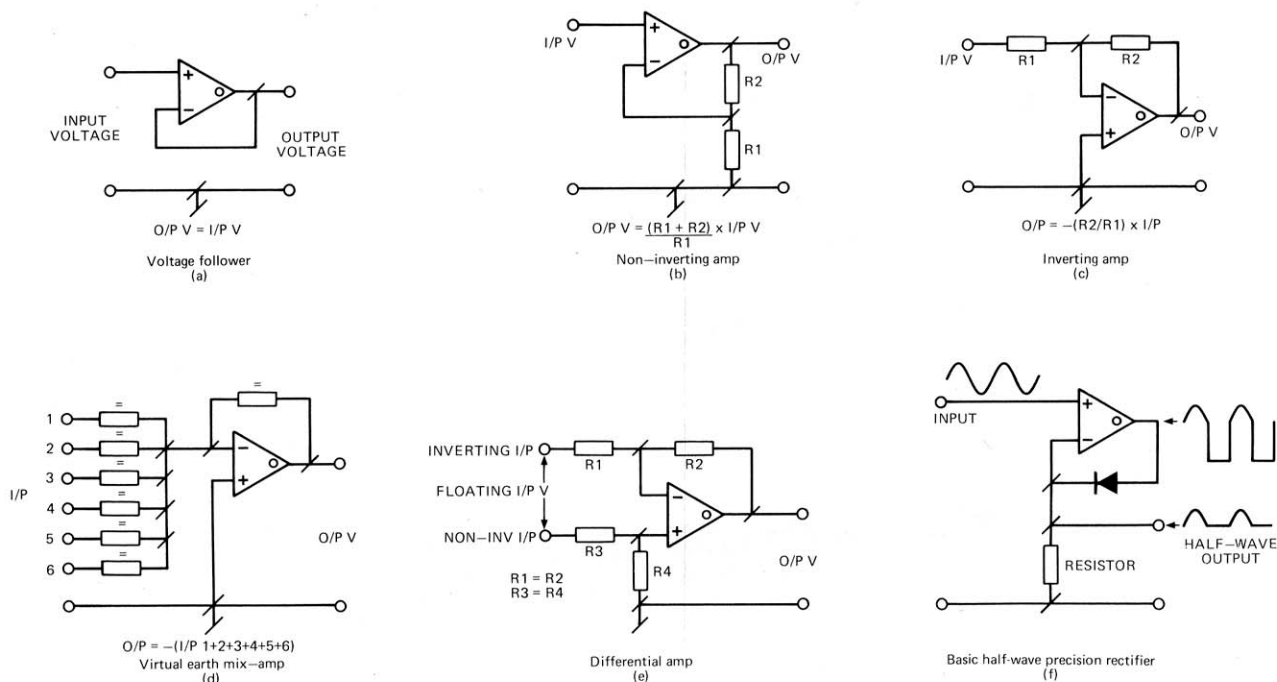 +
O
−
INPUT
VOLTAGE
OUTPUT
VOLTAGE
O/P V = I/P V
Voltage follower
(a)
I/P V
+
O
−
O/P V
R2
R1
O/P V = (R1 + R2) x I/P V
R1
Non—inverting amp
(b)
I/P V
R1
R2
−
O
+
O/P V
O/P = −(R2/R1) x I/P
Inverting amp
(c)
=
=
1
2
=
3
=
4
=
5
=
6
=
I/P
−
O
+
O/P V
O/P = −(I/P 1+2+3+4+5+6)
Virtual earth mix—amp
(d)
INVERTING I/P
R1
R2
FLOATING I/P V
−
O
+
NON—INV I/P
R3
R4
O/P V
R1 = R2
R3 = R4
Differential amp
(e)
INPUT
+
O
−
HALF—WAVE
OUTPUT
RESISTOR
Basic half-wave precision rectifier
(f)